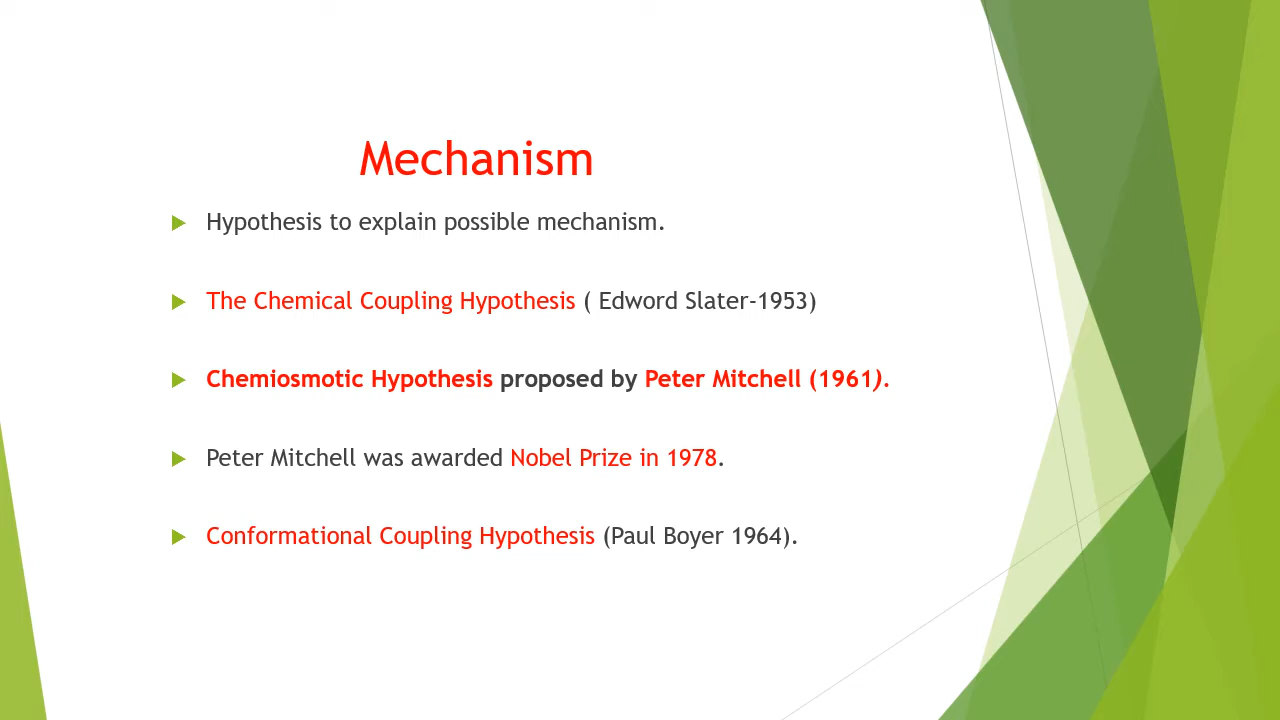 Mechanism
Hypothesis to explain possible mechanism.
The Chemical Coupling Hypothesis ( Edword Slater-1953)
Chemiosmotic Hypothesis proposed by Peter Mitchell (1961).
Peter Mitchell was awarded Nobel Prize in 1978.
Conformational Coupling Hypothesis (Paul Boyer 1964).